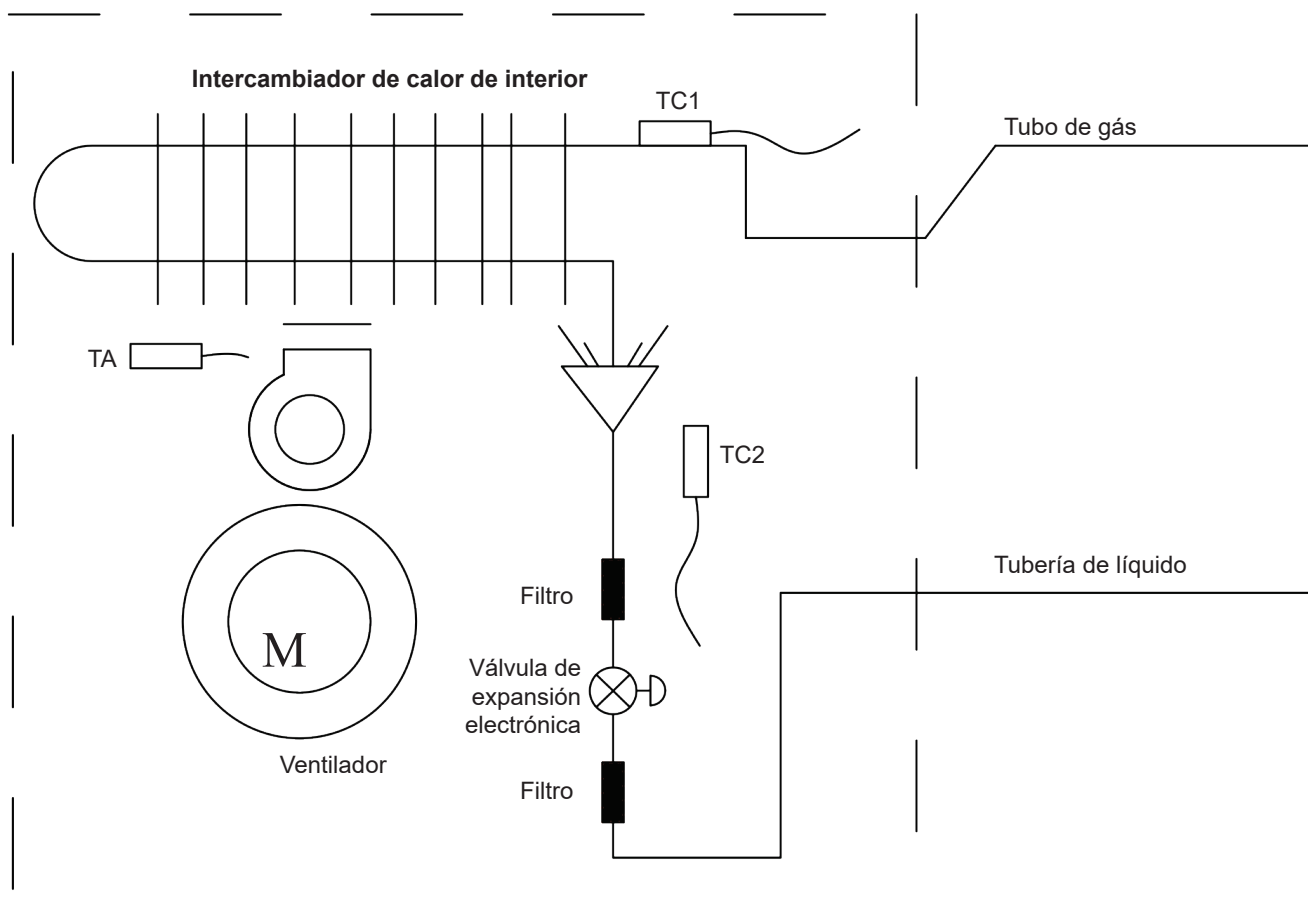 Intercambiador de calor de interior
TC1
Tubo de gás
TA
TC2
Tubería de líquido
Filtro
M
Válvula de
expansión
electrónica
Ventilador
Filtro